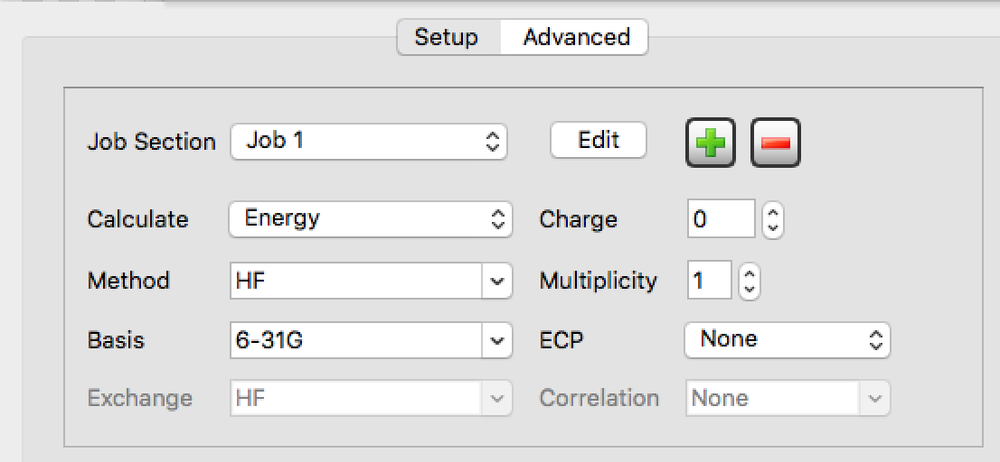 Setup Advanced
Job Section Job 1 Edit
Calculate Energy Charge 0
Method HF Multiplicity 1
Basis 6-31G ECP None
Exchange HF Correlation None